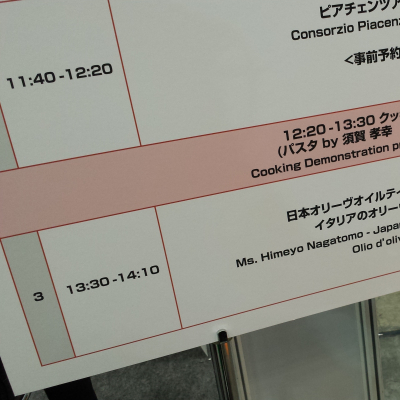 ピアチェンツァ
Consorzio Piacenz
11:40-12:20
<事前予約
12:20-13:30 クッ
(パスタ by 須賀 孝幸
Cooking Demonstration p
日本オリーヴオイルテイ
イタリアのオリー
3
13:30-14:10
Ms. Himeyo Nagatomo - Japa
Olio d'oliv